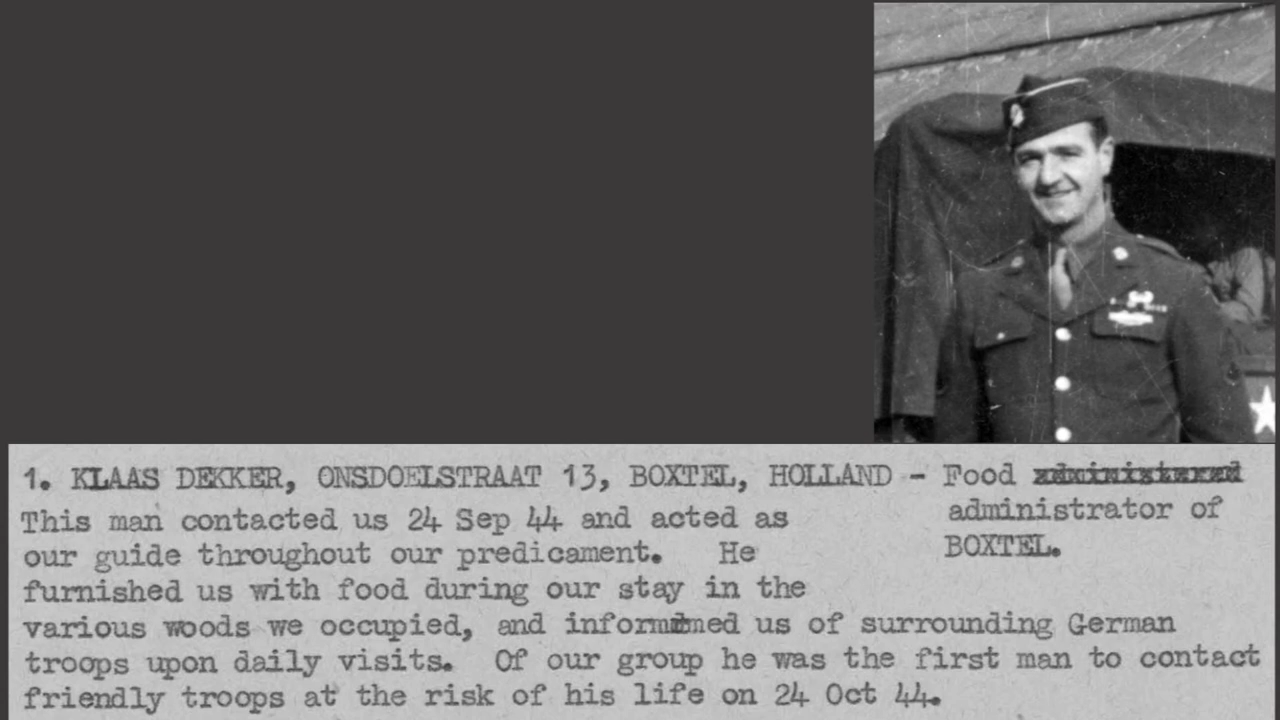 1. KLAAS DEKKER, ONSDOELSTRAAT 13, BOXTEL, HOLLAND - Food
This man contacted us 24 Sep 44 and acted as administrator of
our guide throughout our predicament. He BOXTEL.
furnished us with food during our stay in the
various woods we occupied, and informed us of surrounding German
troops upon daily visits. Of our group he was the first man to contact
friendly troops at the risk of his life on 24 Oct 44.